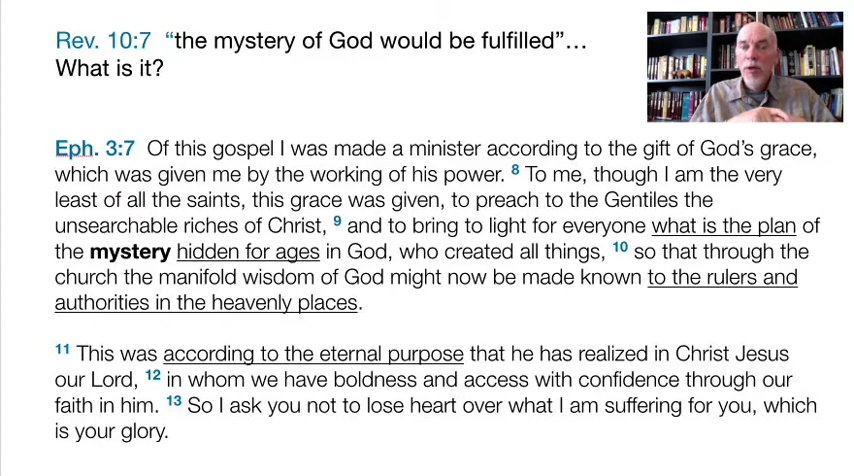 Rev. 10:7 “the mystery of God would be fulfilled”…
What is it?
Eph. 3:7 Of this gospel I was made a minister according to the gift of God’s grace,
which was given me by the working of his power. 8 To me, though I am the very
least of all the saints, this grace was given, to preach to the Gentiles the
unsearchable riches of Christ, 9 and to bring to light for everyone what is the plan of
the mystery hidden for ages in God, who created all things, 10 so that through the
church the manifold wisdom of God might now be made known to the rulers and
authorities in the heavenly places.
11 This was according to the eternal purpose that he has realized in Christ Jesus
our Lord, 12 in whom we have boldness and access with confidence through our
faith in him. 13 So I ask you not to lose heart over what I am suffering for you, which
is your glory.